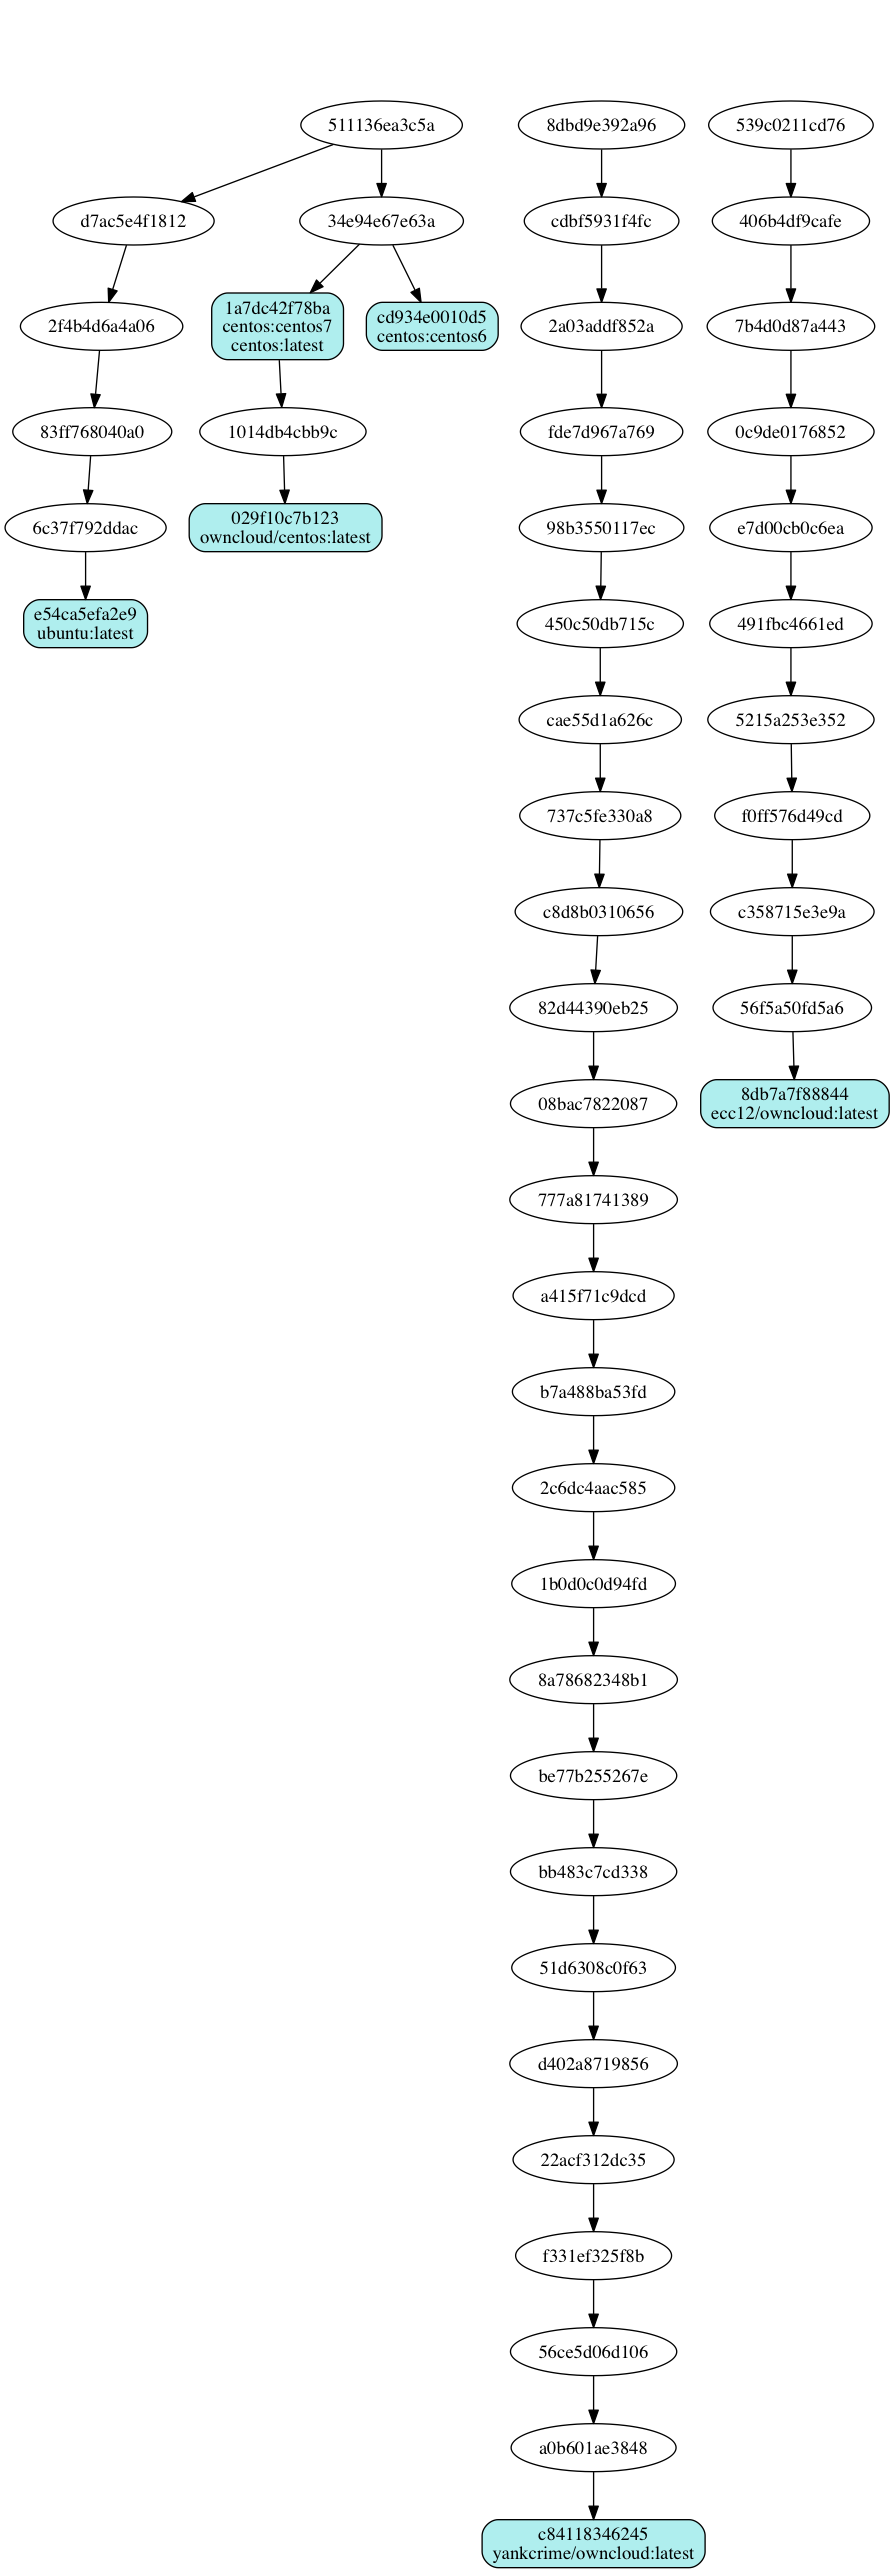 511136ea3c5a
8dbd9e392a96
539c0211cd76
d7ac5e4f1812
34e94e67e63a
cdbf5931f4fc
406b4df9cafe
2f4b4d6a4a06
1a7dc42f78ba
centos:centos7
centos:latest
cd934e0010d5
centos:centos6
2a03addf852a
7b4d0d87a443
83ff768040a0
1014db4cbb9c
fde7d967a769
0c9de0176852
6c37f792ddac
029f10c7b123
owncloud/centos:latest
98b3550117ec
e7d00cb0c6ea
e54ca5efa2e9
ubuntu:latest
450c50db715c
491fbc4661ed
cae55d1a626c
5215a253e352
737c5fe330a8
f0ff576d49cd
c8d8b0310656
c358715e3e9a
82d44390eb25
56f5a50fd5a6
08bac7822087
8db7a7f88844
ecc12/owncloud:latest
777a81741389
a415f71c9dcd
b7a488ba53fd
2c6dc4aac585
1b0d0c0d94fd
8a78682348b1
be77b255267e
bb483c7cd338
51d6308c0f63
d402a8719856
22acf312dc35
f331ef325f8b
56ce5d06d106
a0b601ae3848
c84118346245
yankcrime/owncloud:latest